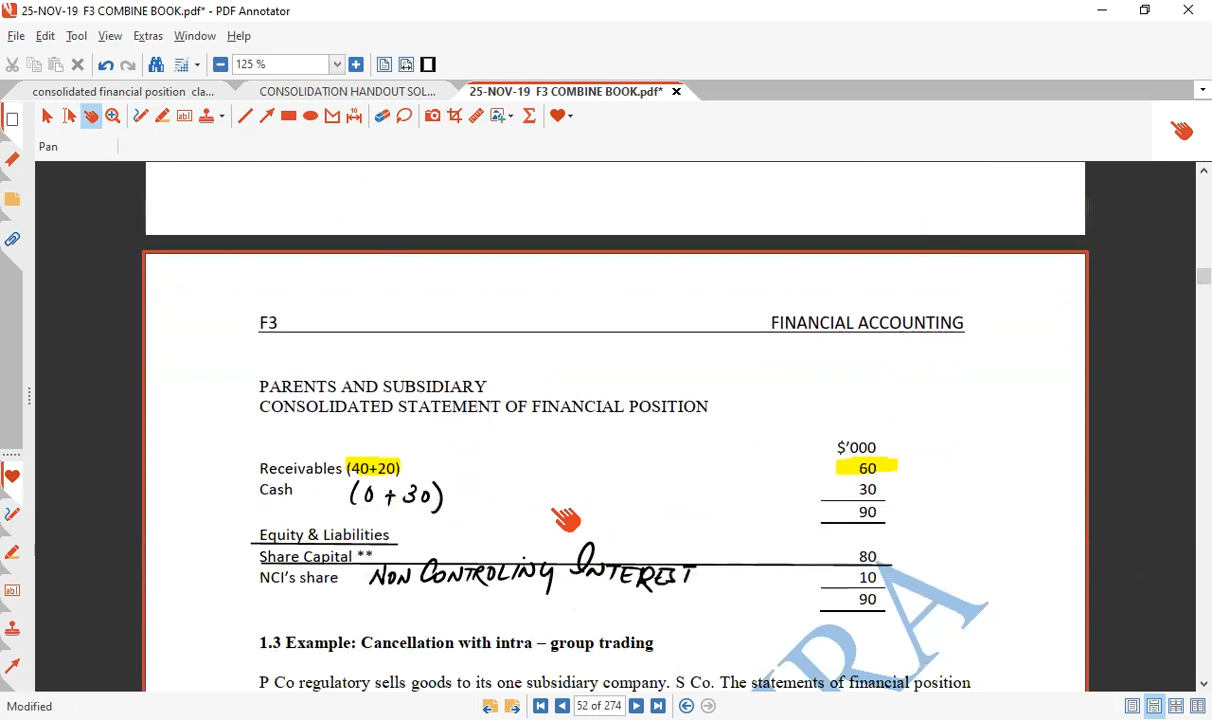 25-NOV-19 F3 COMBINE BOOK.pdf* - PDF Annotator
File Edit Tool View Extras Window Help
125 %
consolidated financial position cla... CONSOLIDATION HANDOUT SOL... 25-NOV-19 F3 COMBINE BOOK.pdf*
Pan
F3 FINANCIAL ACCOUNTING
PARENTS AND SUBSIDIARY
CONSOLIDATED STATEMENT OF FINANCIAL POSITION
$'000
Receivables (40+20) 60
Cash (0 + 30) 30
90
Equity & Liabilities
Share Capital ** 80
NCI's share NON CONTROLING INTEREST 10
90
1.3 Example: Cancellation with intra – group trading
P Co regulatory sells goods to its one subsidiary company. S Co. The statements of financial position
Modified 52 of 274